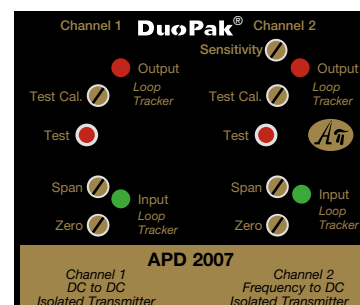 Channel 1 DuoPak® Channel 2
Sensitivity
Output Output
Test Cal. Loop Tracker Test Cal. Loop Tracker
Test Test
Span Input Span Input
Zero Loop Tracker Zero Loop Tracker
APD 2007
Channel 1 Channel 2
DC to DC Frequency to DC
Isolated Transmitter Isolated Transmitter